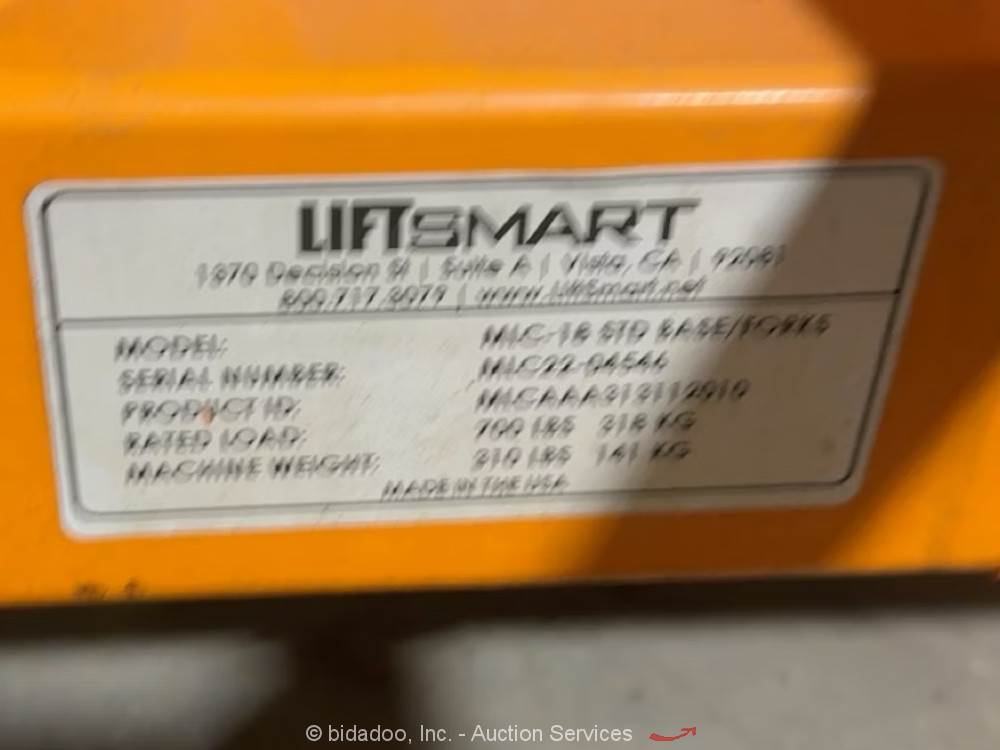 LIFTSMART
1370 Decision St | Suite A | Vista, CA | 92081
800.717.3079 | www.LiftSmart.net
MODEL: MLC-18 STD BASE/FORKS
SERIAL NUMBER: MLC22-04546
PRODUCT ID: MLCAAA313112010
RATED LOAD: 700 LBS 318 KG
MACHINE WEIGHT: 310 LBS 141 KG
MADE IN THE USA
© bidadoo, Inc. - Auction Services